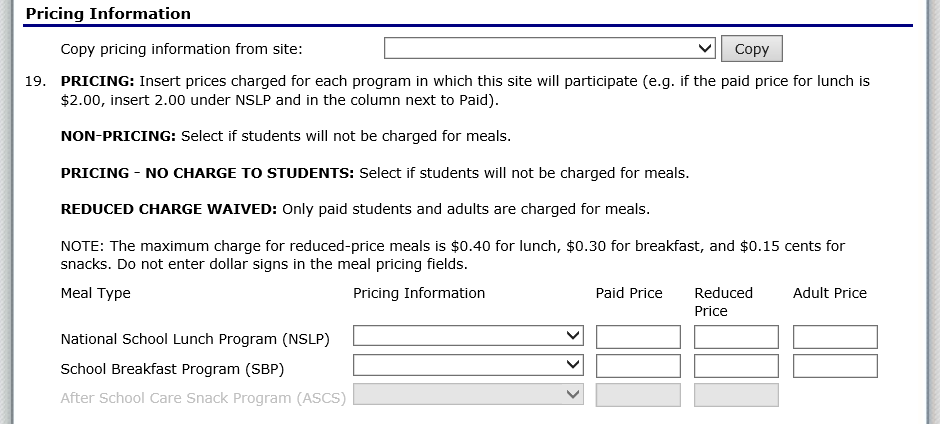 Pricing Information
Copy pricing information from site: Copy
19. PRICING: Insert prices charged for each program in which this site will participate (e.g. if the paid price for lunch is
$2.00, insert 2.00 under NSLP and in the column next to Paid).
NON-PRICING: Select if students will not be charged for meals.
PRICING - NO CHARGE TO STUDENTS: Select if students will not be charged for meals.
REDUCED CHARGE WAIVED: Only paid students and adults are charged for meals.
NOTE: The maximum charge for reduced-price meals is $0.40 for lunch, $0.30 for breakfast, and $0.15 cents for
snacks. Do not enter dollar signs in the meal pricing fields.
Meal Type Pricing Information Paid Price Reduced Price Adult Price
National School Lunch Program (NSLP)
School Breakfast Program (SBP)
After School Care Snack Program (ASCS)